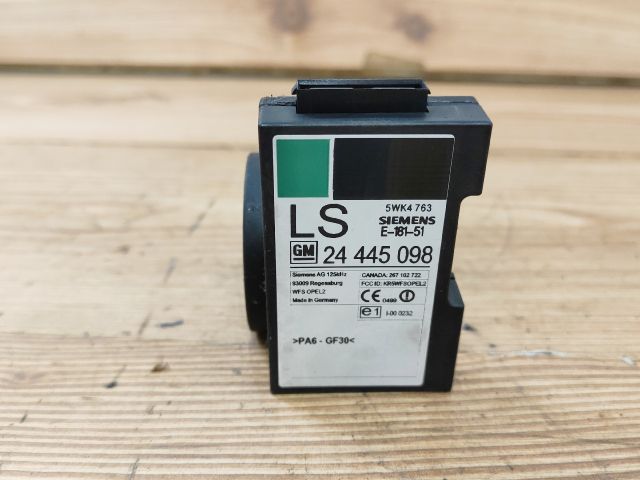 5WK4 763
LS SIEMENS
E-181-51
GM 24 445 098
Siemens AG 125kHz
93009 Regensburg
WFS OPEL2
Made in Germany
CANADA: 267 102 722
FCC ID: KR5WFSOPEL2
CE 0499
e1 I-00 0232
>PA6 - GF30<